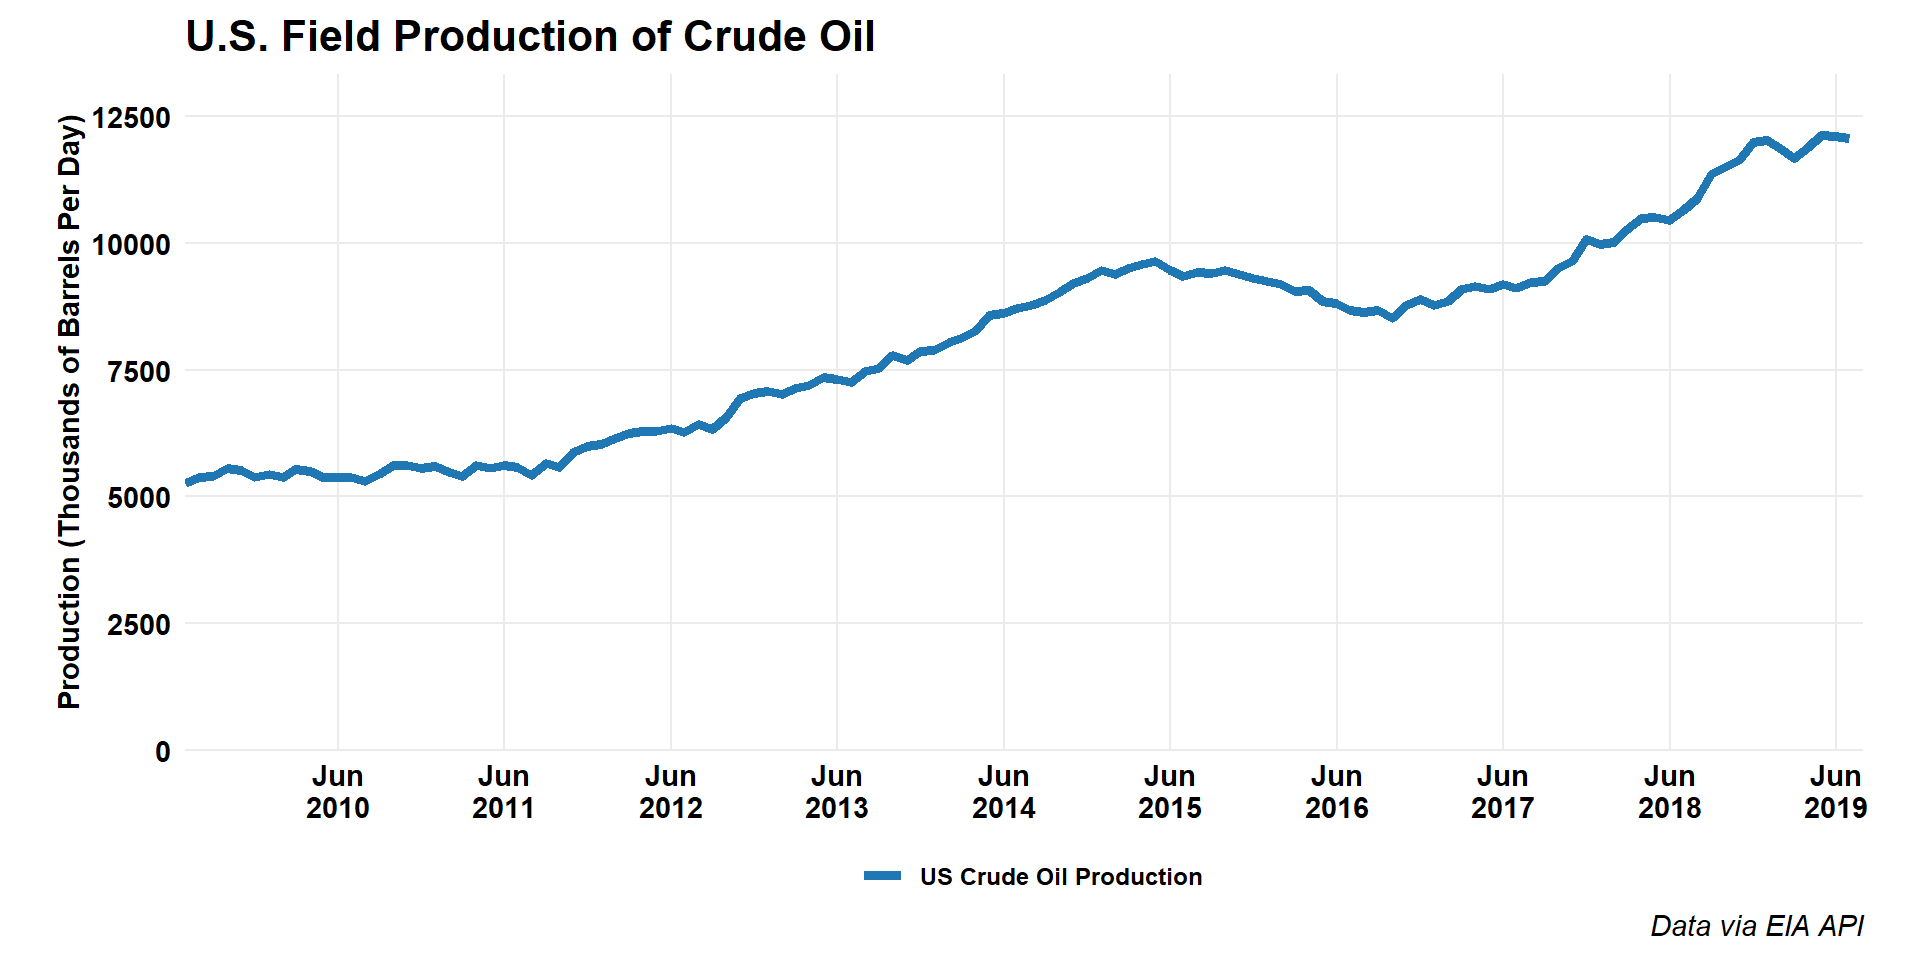 U.S. Field Production of Crude Oil
Production (Thousands of Barrels Per Day)
12500
10000
7500
5000
2500
0
Jun Jun Jun Jun Jun Jun Jun Jun Jun Jun
2010 2011 2012 2013 2014 2015 2016 2017 2018 2019
US Crude Oil Production
Data via EIA API